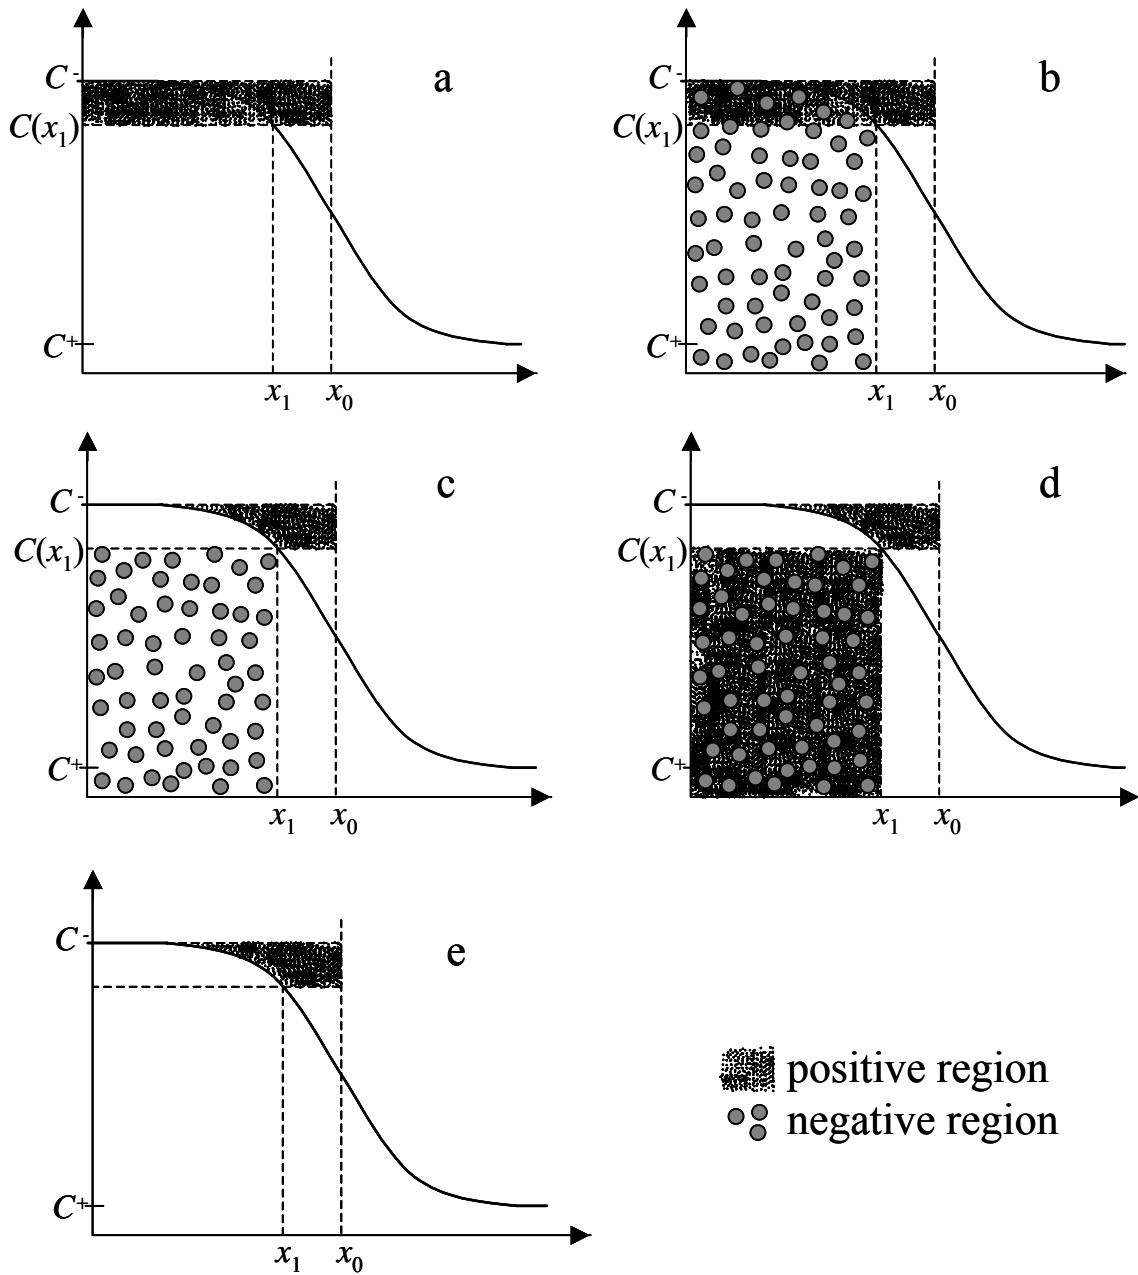 a
C-
C(x1)
C+
x1 x0
b
C-
C(x1)
C+
x1 x0
c
C-
C(x1)
C+
x1 x0
d
C-
C(x1)
C+
x1 x0
e
C-
C+
x1 x0
positive region
negative region